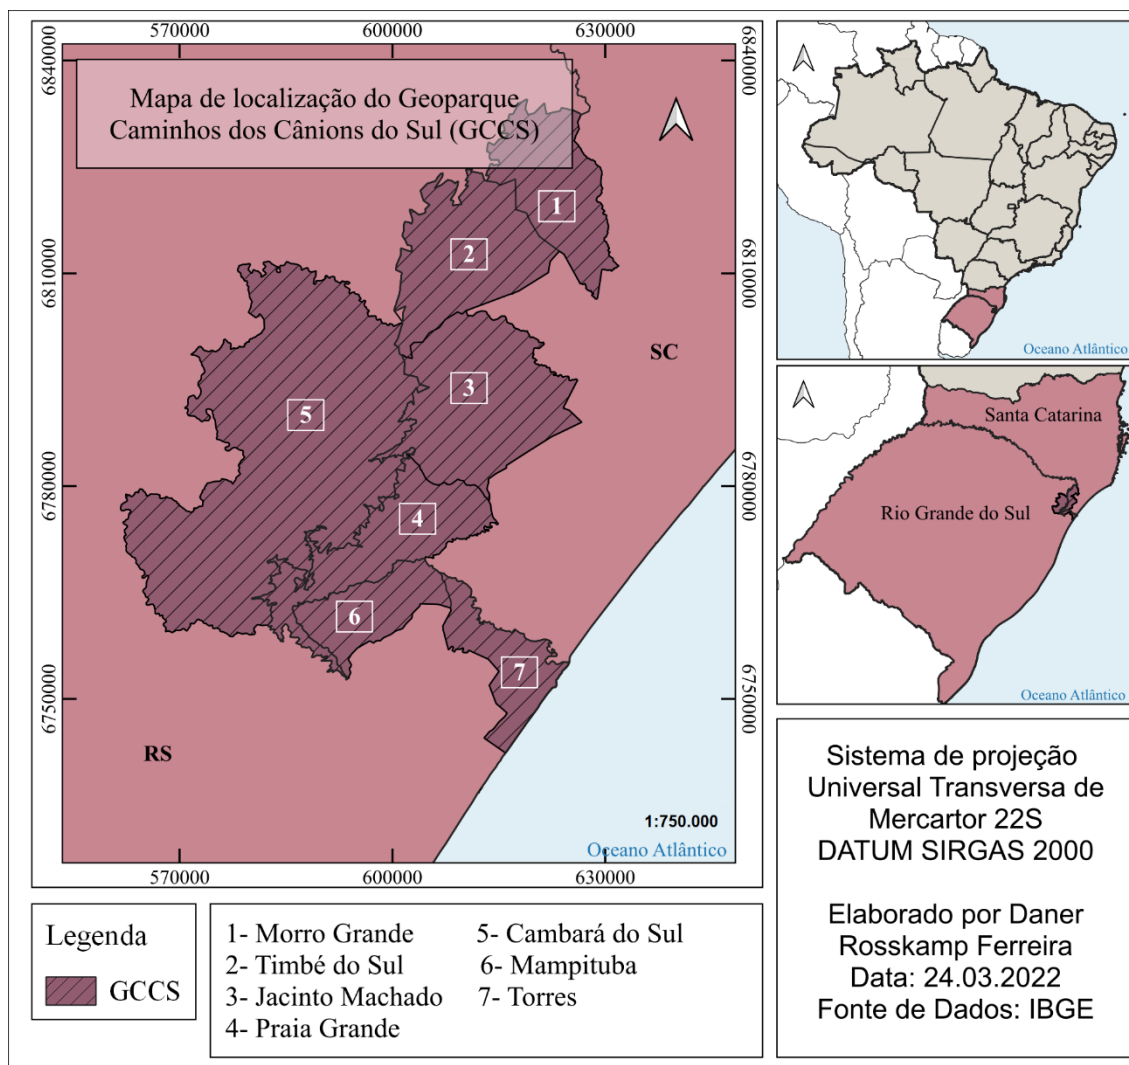 570000
600000
630000
6840000
6840000
Mapa de localização do Geoparque
Caminhos dos Cânions do Sul (GCCS)
1
2
6810000
6810000
SC
3
5
6780000
6780000
4
6
7
6750000
6750000
RS
1:750.000
Oceano Atlântico
570000
600000
630000
Oceano Atlântico
Santa Catarina
Rio Grande do Sul
Oceano Atlântico
Legenda
GCCS
1- Morro Grande
2- Timbé do Sul
3- Jacinto Machado
4- Praia Grande
5- Cambará do Sul
6- Mampituba
7- Torres
Sistema de projeção
Universal Transversa de
Mercartor 22S
DATUM SIRGAS 2000
Elaborado por Daner
Rosskamp Ferreira
Data: 24.03.2022
Fonte de Dados: IBGE